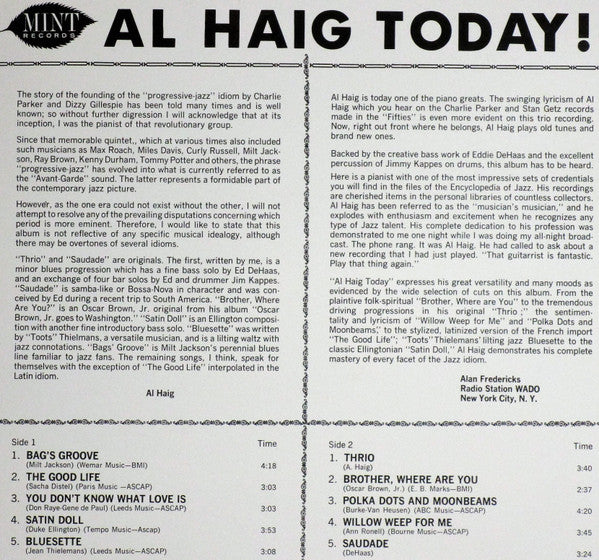 MINT
RECORDS
AL HAIG TODAY!
The story of the founding of the "progressive-jazz" idiom by Charlie
Parker and Dizzy Gillespie has been told many times and is well
known; so without further digression I will acknowledge that at its
inception, I was the pianist of that revolutionary group.
Since that memorable quintet,, which at various times also included
such musicians as Max Roach, Miles Davis, Curly Russell, Milt Jack-
son, Ray Brown, Kenny Durham, Tommy Potter and others, the phrase
"progressive-jazz" has evolved into what is currently referred to as
the "Avant-Garde" sound. The latter represents a formidable part of
the contemporary jazz picture.
However, as the one era could not exist without the other, I will not
attempt to resolve any of the prevailing disputations concerning which
period is more eminent. Therefore, I would like to state that this
album is not reflective of any specific musical idealogy, although
there may be overtones of several idioms.
"Thrio" and "Saudade" are originals. The first, written by me, is a
minor blues progression which has a fine bass solo by Ed DeHaas,
and an exchange of four bar solos by Ed and drummer Jim Kappes.
"Saudade" is samba-like or Bossa-Nova in character and was con-
ceived by Ed during a recent trip to South America. "Brother, Where
Are You?" is an Oscar Brown, Jr. original from his album "Oscar
Brown, Jr. goes to Washington." "Satin Doll" is an Ellington composi-
tion with another fine introductory bass solo. "Bluesette" was written
by "Toots" Thielmans, a versatile musician, and is a lilting waltz with
jazz connotations. "Bags' Groove" is Milt Jackson's perennial blues
line familiar to jazz fans. The remaining songs, I think, speak for
themselves with the exception of "The Good Life" interpolated in the
Latin idiom.
Al Haig
Al Haig is today one of the piano greats. The swinging lyricism of Al
Haig which you hear on the Charlie Parker and Stan Getz records
made in the "Fifties" is even more evident on this trio recording.
Now, right out front where he belongs, Al Haig plays old tunes and
brand new ones.
Backed by the creative bass work of Eddie DeHaas and the excellent
percussion of Jimmy Kappes on drums, this album has to be heard.
Here is a pianist with one of the most impressive sets of credentials
you will find in the files of the Encyclopedia of Jazz. His recordings
are cherished items in the personal libraries of countless collectors.
Al Haig has been referred to as the "musician's musician," and he
explodes with enthusiasm and excitement when he recognizes any
type of Jazz talent. His complete dedication to his profession was
demonstrated to me one night while I was doing my all-night broad-
cast. The phone rang. It was Al Haig. He had called to ask about a
new recording that I had just played. "That guitarist is fantastic.
Play that thing again."
"Al Haig Today" expresses his great versatility and many moods as
evidenced by the wide selection of cuts on this album. From the
plaintive folk-spiritual "Brother, Where are You" to the tremendous
driving progressions in his original "Thrio ;" the sentimen-
tality and lyricism of "Willow Weep for Me" and "Polka Dots and
Moonbeams," to the stylized, latinized version of the French import
"The Good Life"; "Toots"Thielemans'lilting jazz Bluesette to the
classic Ellingtonian "Satin Doll," Al Haig demonstrates his complete
mastery of every facet of the Jazz idiom.
Alan Fredericks
Radio Station WADO
New York City, N. Y.
Side 1 Time
1. BAG'S GROOVE
(Milt Jackson) (Wemar Music—BMI) 4:18
2. THE GOOD LIFE
(Sacha Distel) (Paris Music—ASCAP) 3:03
3. YOU DON'T KNOW WHAT LOVE IS
(Don Raye-Gene de Paul) (Leeds Music—ASCAP) 3:03
4. SATIN DOLL
(Duke Ellington) (Tempo Music—Ascap) 3:53
5. BLUESETTE
(Jean Thielemans) (Leeds Music—ASCAP) 3:08
Side 2 Time
1. THRIO
(A. Haig) 3:40
2. BROTHER, WHERE ARE YOU
(Oscar Brown, Jr.) (E. B. Marks—BMI) 2:37
3. POLKA DOTS AND MOONBEAMS
(Burke-Van Heusen) (ABC Music—ASCAP) 4:20
4. WILLOW WEEP FOR ME
(Ann Ronell) (Bourne Music—ASCAP) 4:45
5. SAUDADE
(DeHaas) 3:24